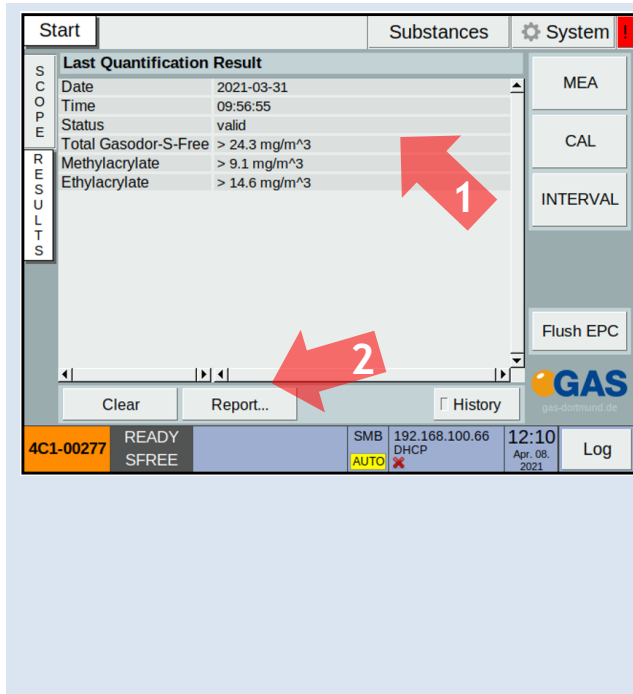 Start
Substances
System
!
SCOPE
RESULTS
Last Quantification Result
Date 2021-03-31
Time 09:56:55
Status valid
Total Gasodor-S-Free > 24.3 mg/m^3
Methylacrylate > 9.1 mg/m^3
Ethylacrylate > 14.6 mg/m^3
1
2
MEA
CAL
INTERVAL
Flush EPC
GAS
gas-dortmund.de
Clear
Report...
History
4C1-00277
READY
SFREE
SMB
AUTO
192.168.100.66
DHCP
12:10
Apr. 08.
2021
Log